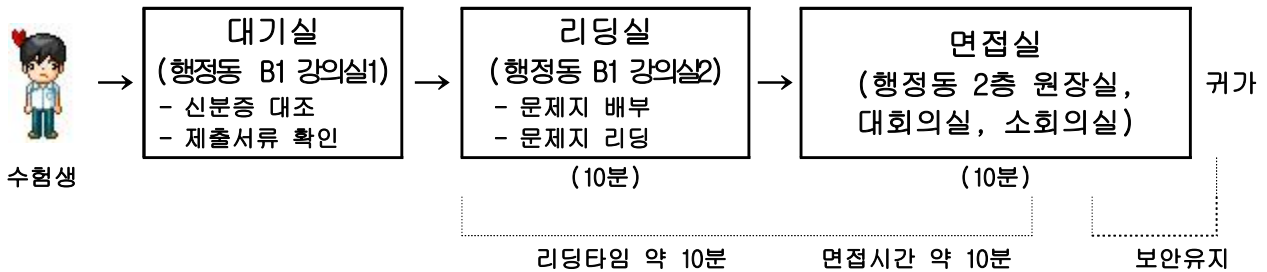 수험생
대기실
(행정동 B1 강의실1)
- 신분증 대조
- 제출서류 확인
리딩실
(행정동 B1 강의실2)
- 문제지 배부
- 문제지 리딩
(10분)
면접실
(행정동 2층 원장실,
대회의실, 소회의실)
(10분)
귀가
리딩타임 약 10분
면접시간 약 10분
보안유지